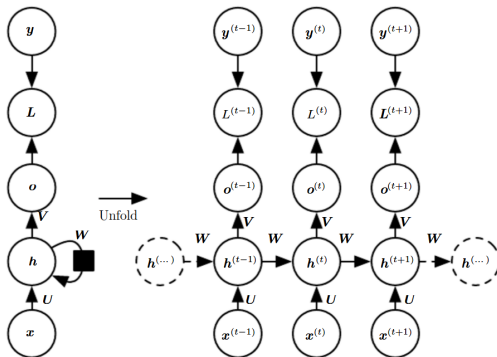 y y^{(t−1)} y^{(t)} y^{(t+1)}
L L^{(t−1)} L^{(t)} L^{(t+1)}
o o^{(t−1)} o^{(t)} o^{(t+1)}
Unfold
V V V V
W W W W W
h h^{(...)} h^{(t−1)} h^{(t)} h^{(t+1)} h^{(...)}
U U U U
x x^{(t−1)} x^{(t)} x^{(t+1)}